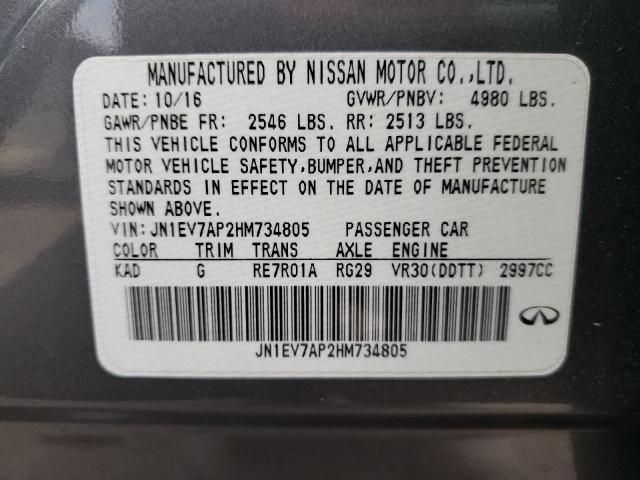 MANUFACTURED BY NISSAN MOTOR CO.,LTD.
DATE: 10/16 GVWR/PNBV: 4980 LBS.
GAWR/PNBE FR: 2546 LBS. RR: 2513 LBS.
THIS VEHICLE CONFORMS TO ALL APPLICABLE FEDERAL
MOTOR VEHICLE SAFETY,BUMPER,AND THEFT PREVENTION
STANDARDS IN EFFECT ON THE DATE OF MANUFACTURE
SHOWN ABOVE.
VIN: JN1EV7AP2HM734805 PASSENGER CAR
COLOR TRIM TRANS AXLE ENGINE
KAD G RE7R01A RG29 VR30(DDTT) 2997CC
JN1EV7AP2HM734805